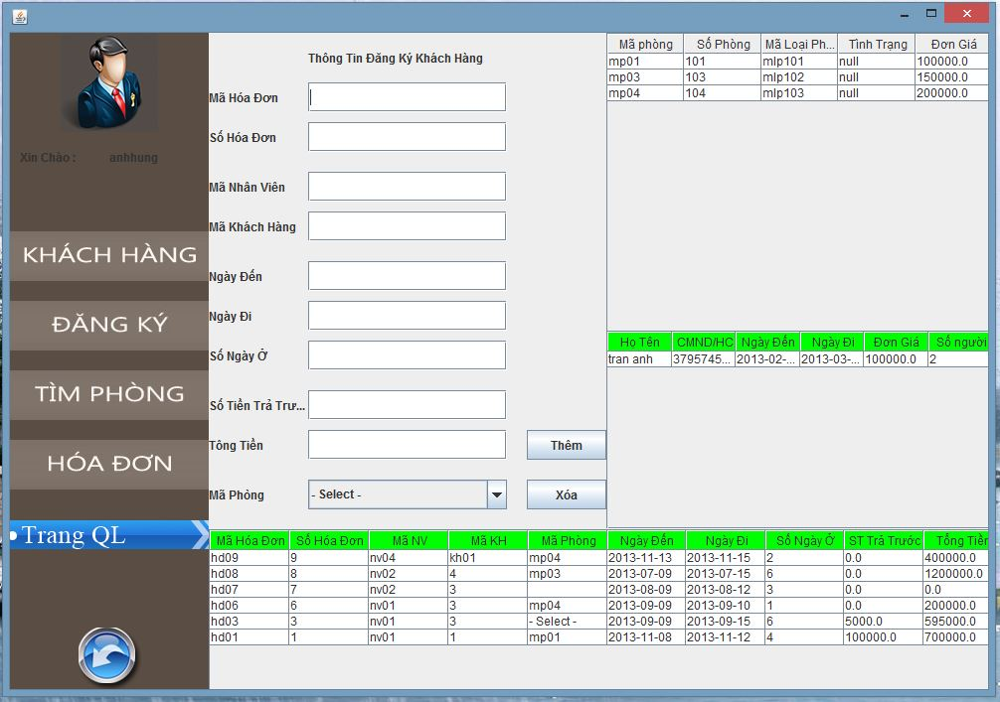 Xin Chào : anhhung
KHÁCH HÀNG
ĐĂNG KÝ
TÌM PHÒNG
HÓA ĐƠN
Trang QL
Thông Tin Đăng Ký Khách Hàng
Mã Hóa Đơn
Số Hóa Đơn
Mã Nhân Viên
Mã Khách Hàng
Ngày Đến
Ngày Đi
Số Ngày Ở
Số Tiền Trả Trư...
Tông Tiền
Thêm
Mã Phòng - Select -
Xóa
Mã phòng Số Phòng Mã Loại Ph... Tình Trạng Đơn Giá
mp01 101 mlp101 null 100000.0
mp03 103 mlp102 null 150000.0
mp04 104 mlp103 null 200000.0
Họ Tên CMND/HC Ngày Đến Ngày Đi Đơn Giá Số người
tran anh 3795745... 2013-02-... 2013-03-... 100000.0 2
Mã Hóa Đơn Số Hóa Đơn Mã NV Mã KH Mã Phòng Ngày Đến Ngày Đi Số Ngày Ở ST Trả Trước Tổng Tiền
hd09 9 nv04 kh01 mp04 2013-11-13 2013-11-15 2 0.0 400000.0
hd08 8 nv02 4 mp03 2013-07-09 2013-07-15 6 0.0 1200000.0
hd07 7 nv02 3 2013-08-09 2013-08-12 3 0.0 0.0
hd06 6 nv01 3 mp04 2013-09-09 2013-09-10 1 0.0 200000.0
hd03 3 nv01 3 - Select - 2013-09-09 2013-09-15 6 5000.0 595000.0
hd01 1 nv01 1 mp01 2013-11-08 2013-11-12 4 100000.0 700000.0